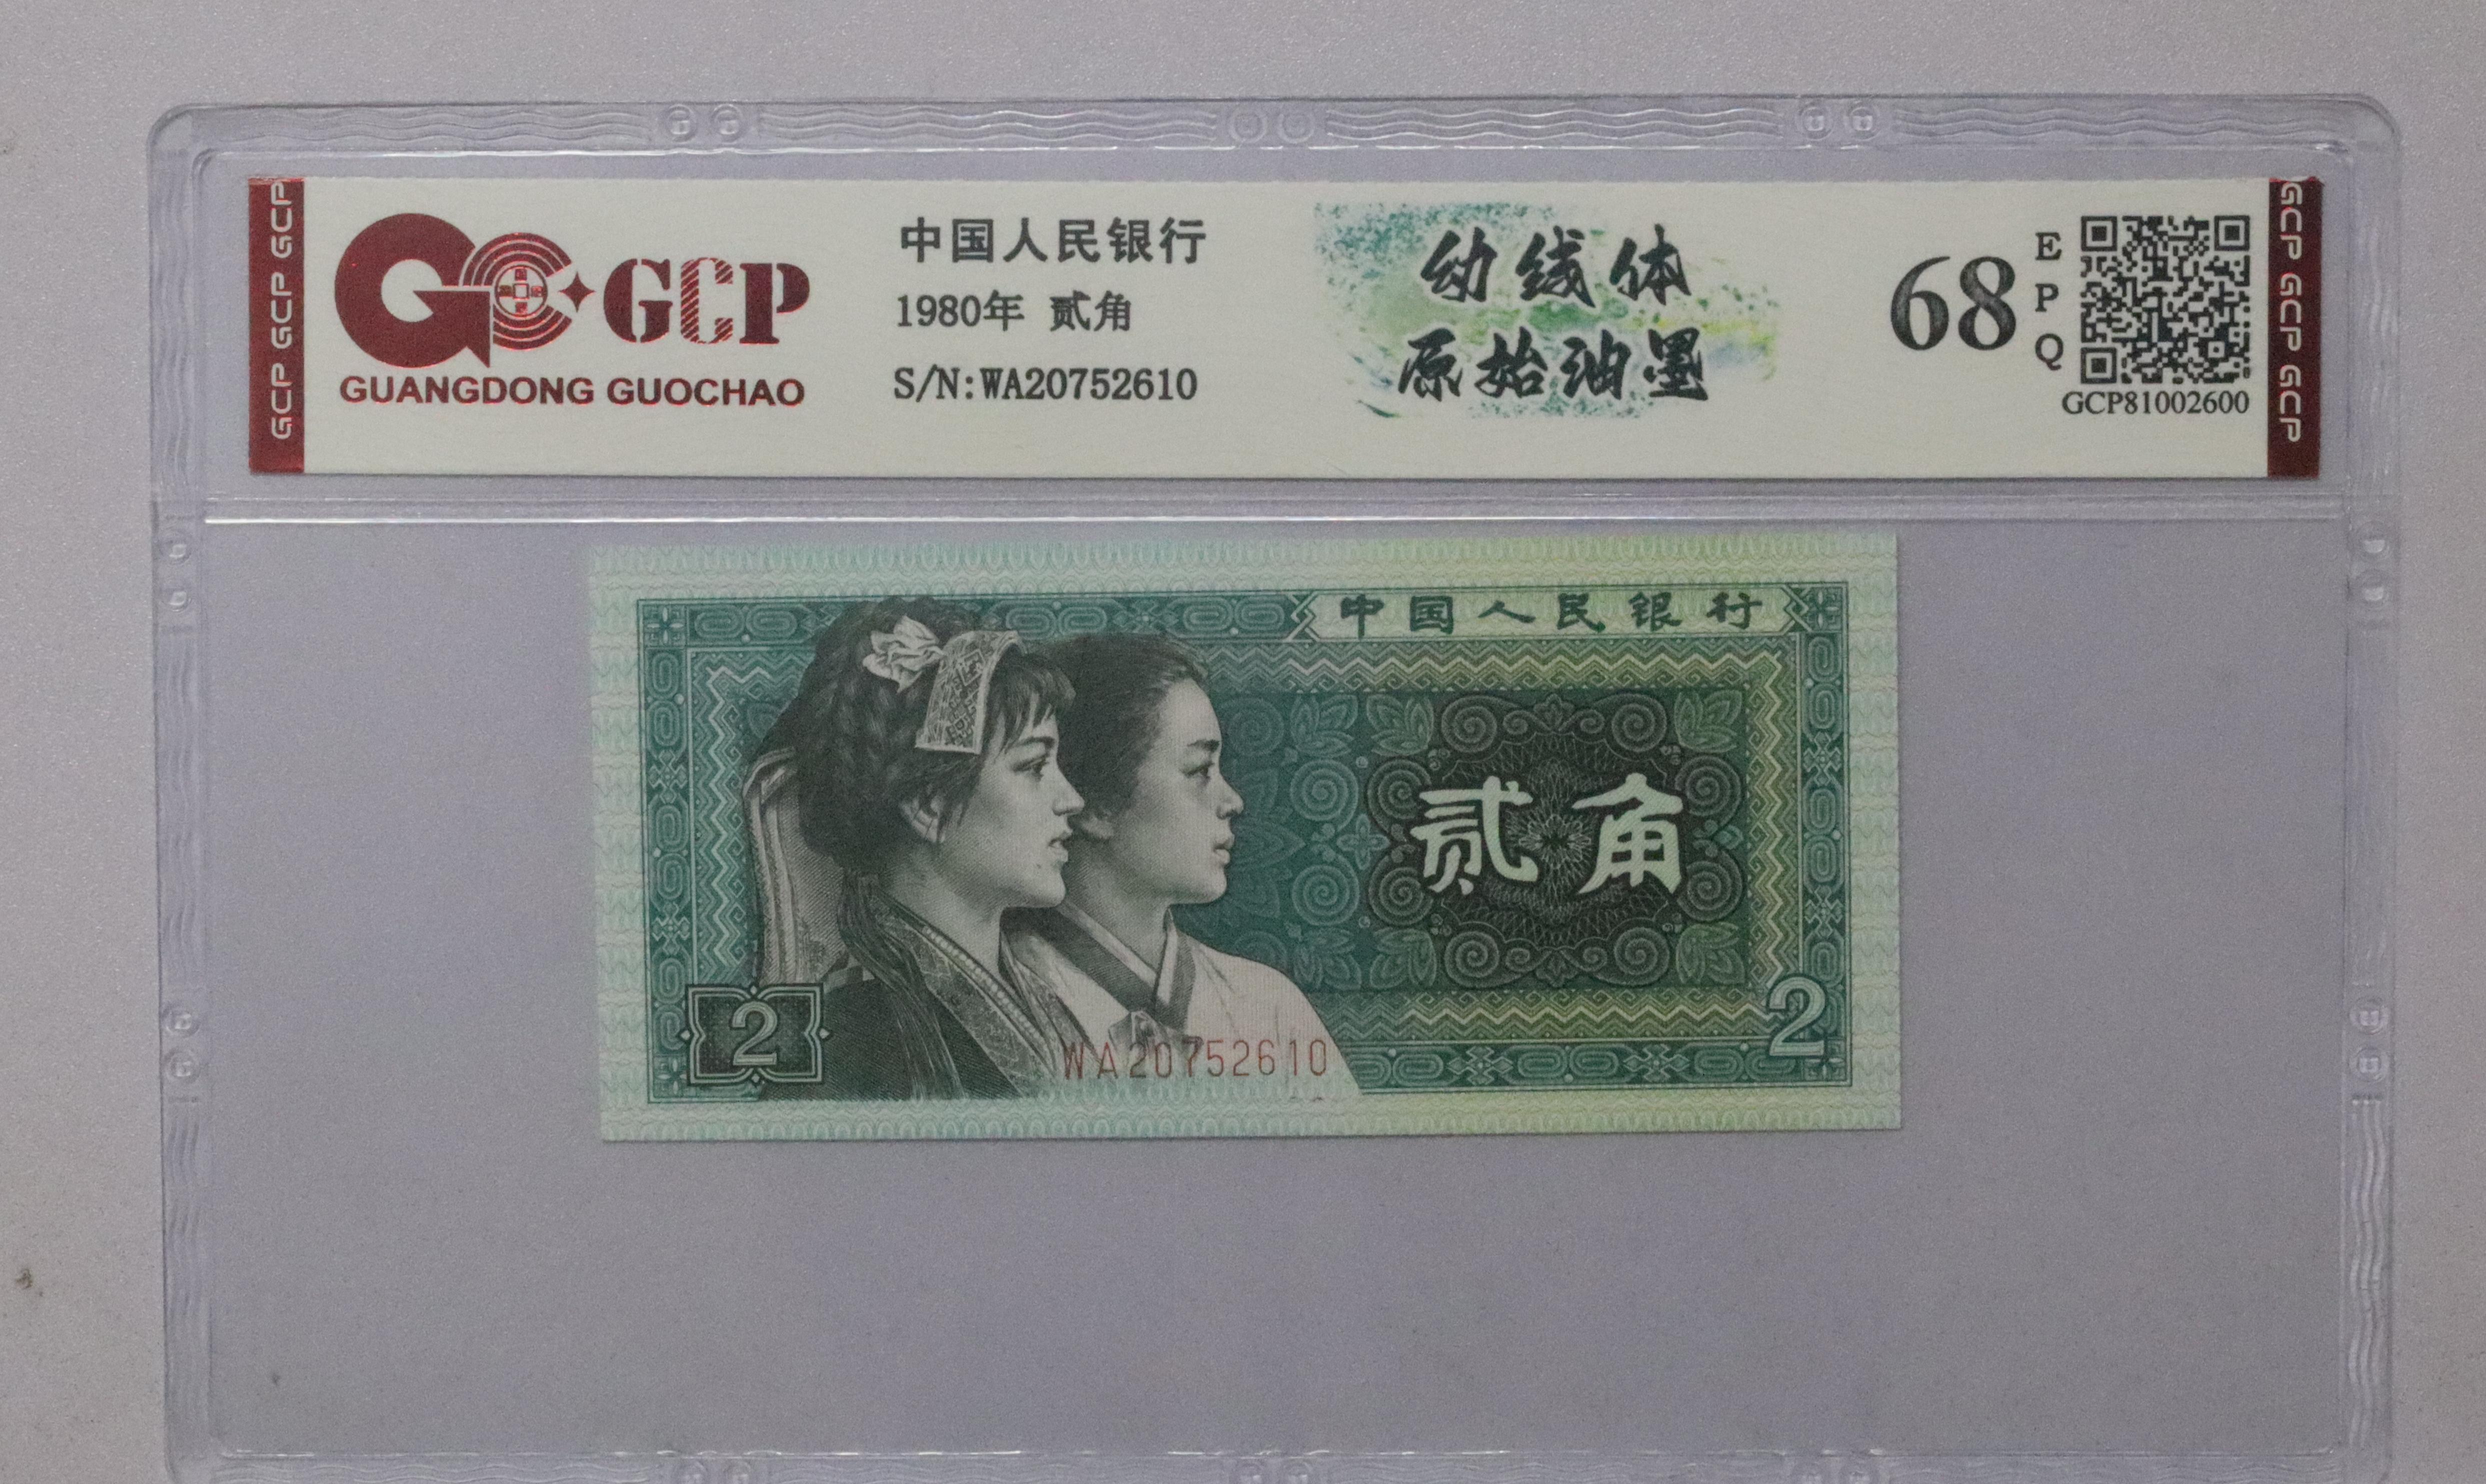 GCP GCP GCP
GCP
GUANGDONG GUOCHAO
中国人民银行
1980年 贰角
S/N:WA20752610
幼线体
原始油墨
68
E
P
Q
GCP81002600
GCP GCP GCP
中国人民银行
贰角
2
WA20752610
2